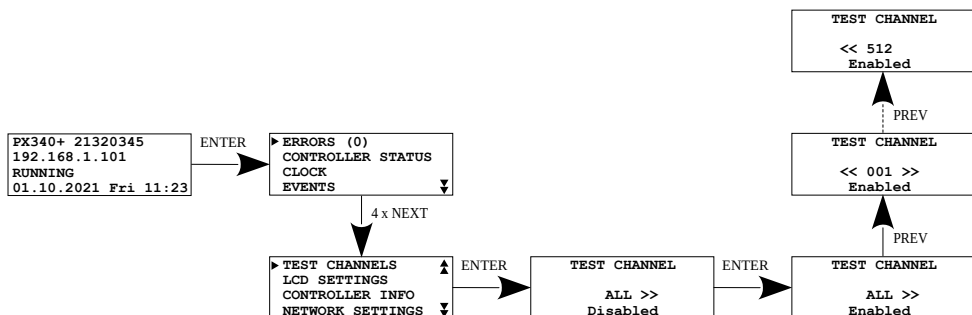 TEST CHANNEL
<< 512
Enabled
PREV
PX340+ 21320345
192.168.1.101
RUNNING
01.10.2021 Fri 11:23
ENTER
ERRORS (0)
CONTROLLER STATUS
CLOCK
EVENTS
TEST CHANNEL
<< 001 >>
Enabled
4 x NEXT
PREV
TEST CHANNELS
LCD SETTINGS
CONTROLLER INFO
NETWORK SETTINGS
ENTER
TEST CHANNEL
ALL >>
Disabled
ENTER
TEST CHANNEL
ALL >>
Enabled